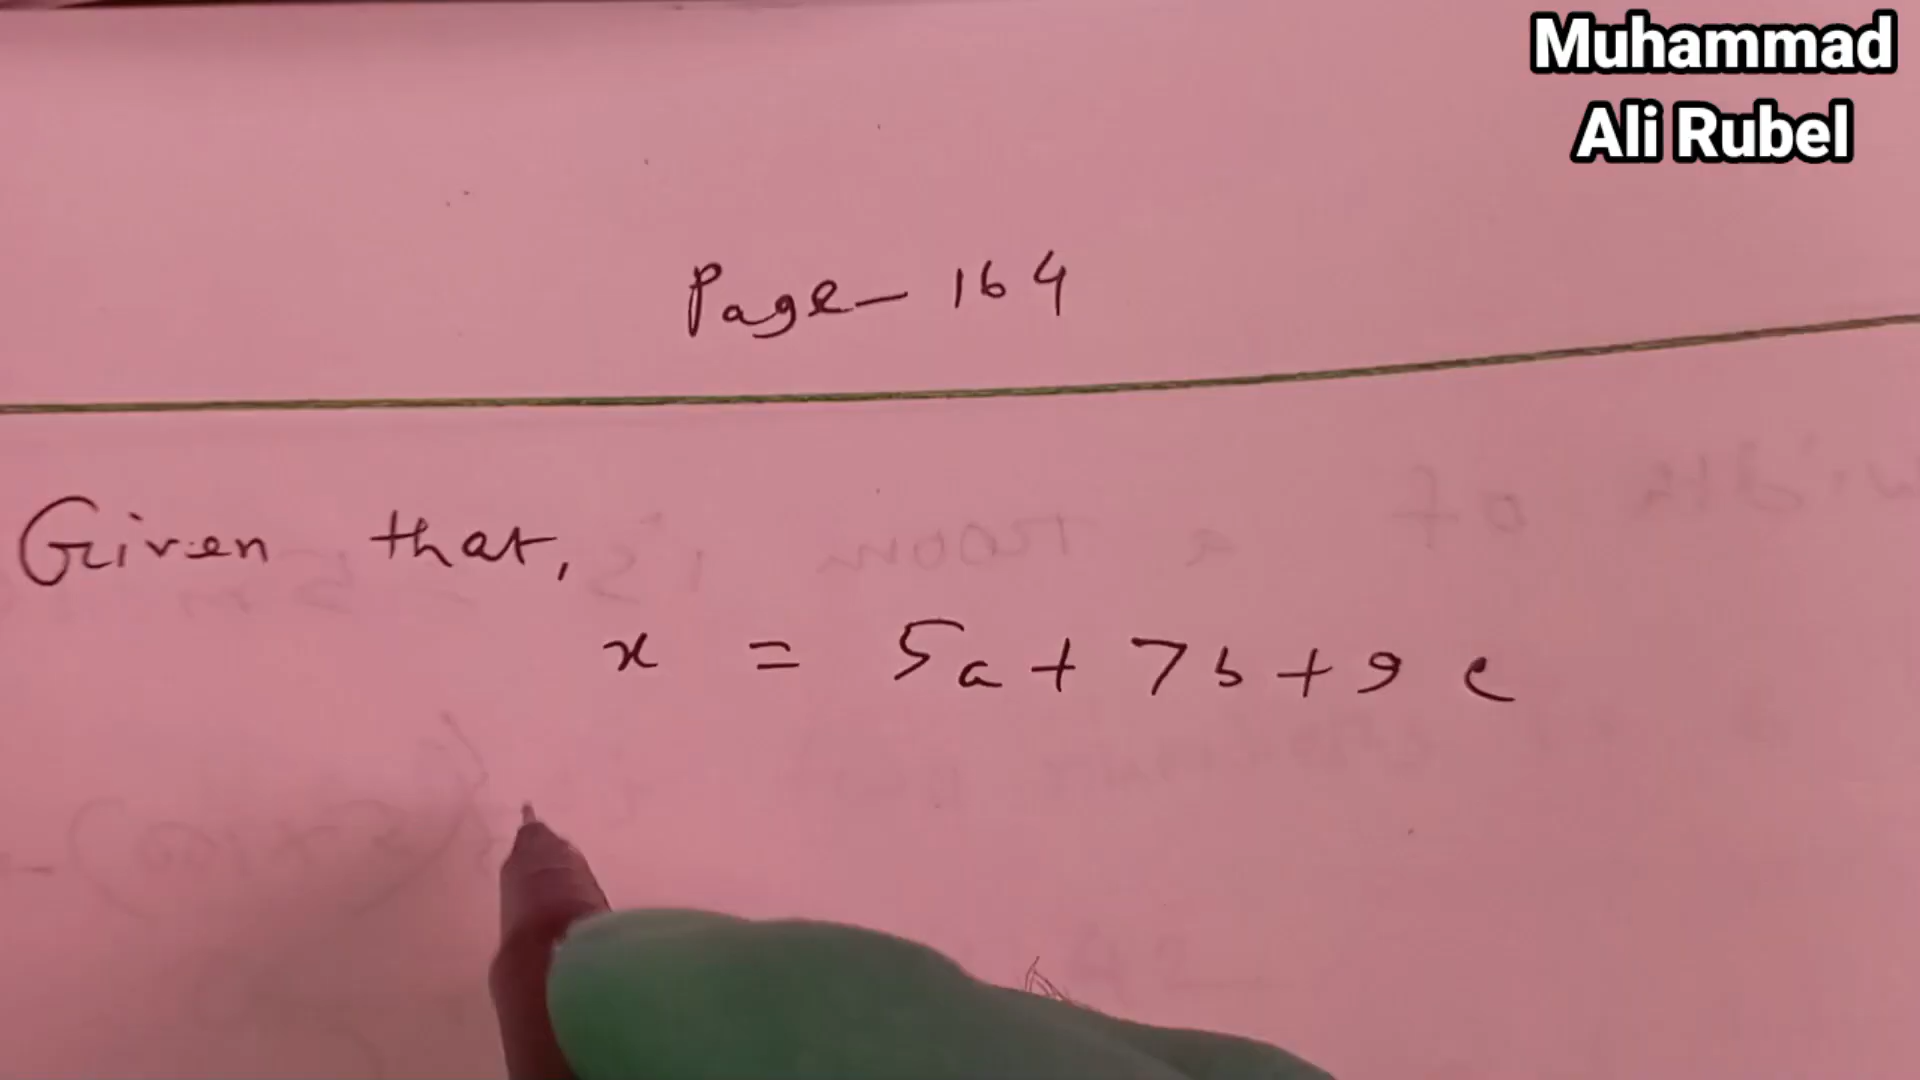 Muhammad
Ali Rubel
Page - 164
Given that,
x = 5a + 7b + 9c